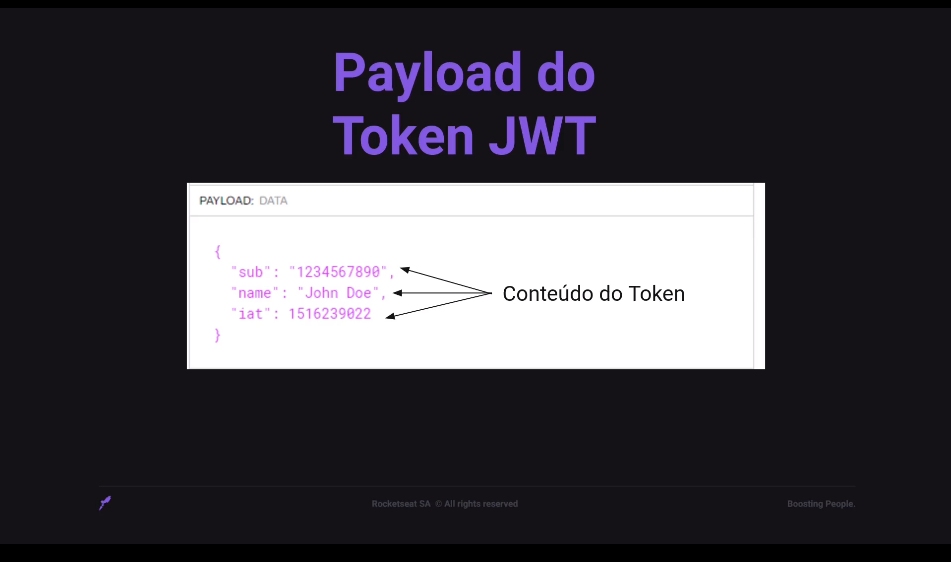 Payload do
Token JWT
PAYLOAD: DATA
{
"sub": "1234567890",
"name": "John Doe",
"iat": 1516239022
}
Conteúdo do Token
Rocketseat SA © All rights reserved
Boosting People.